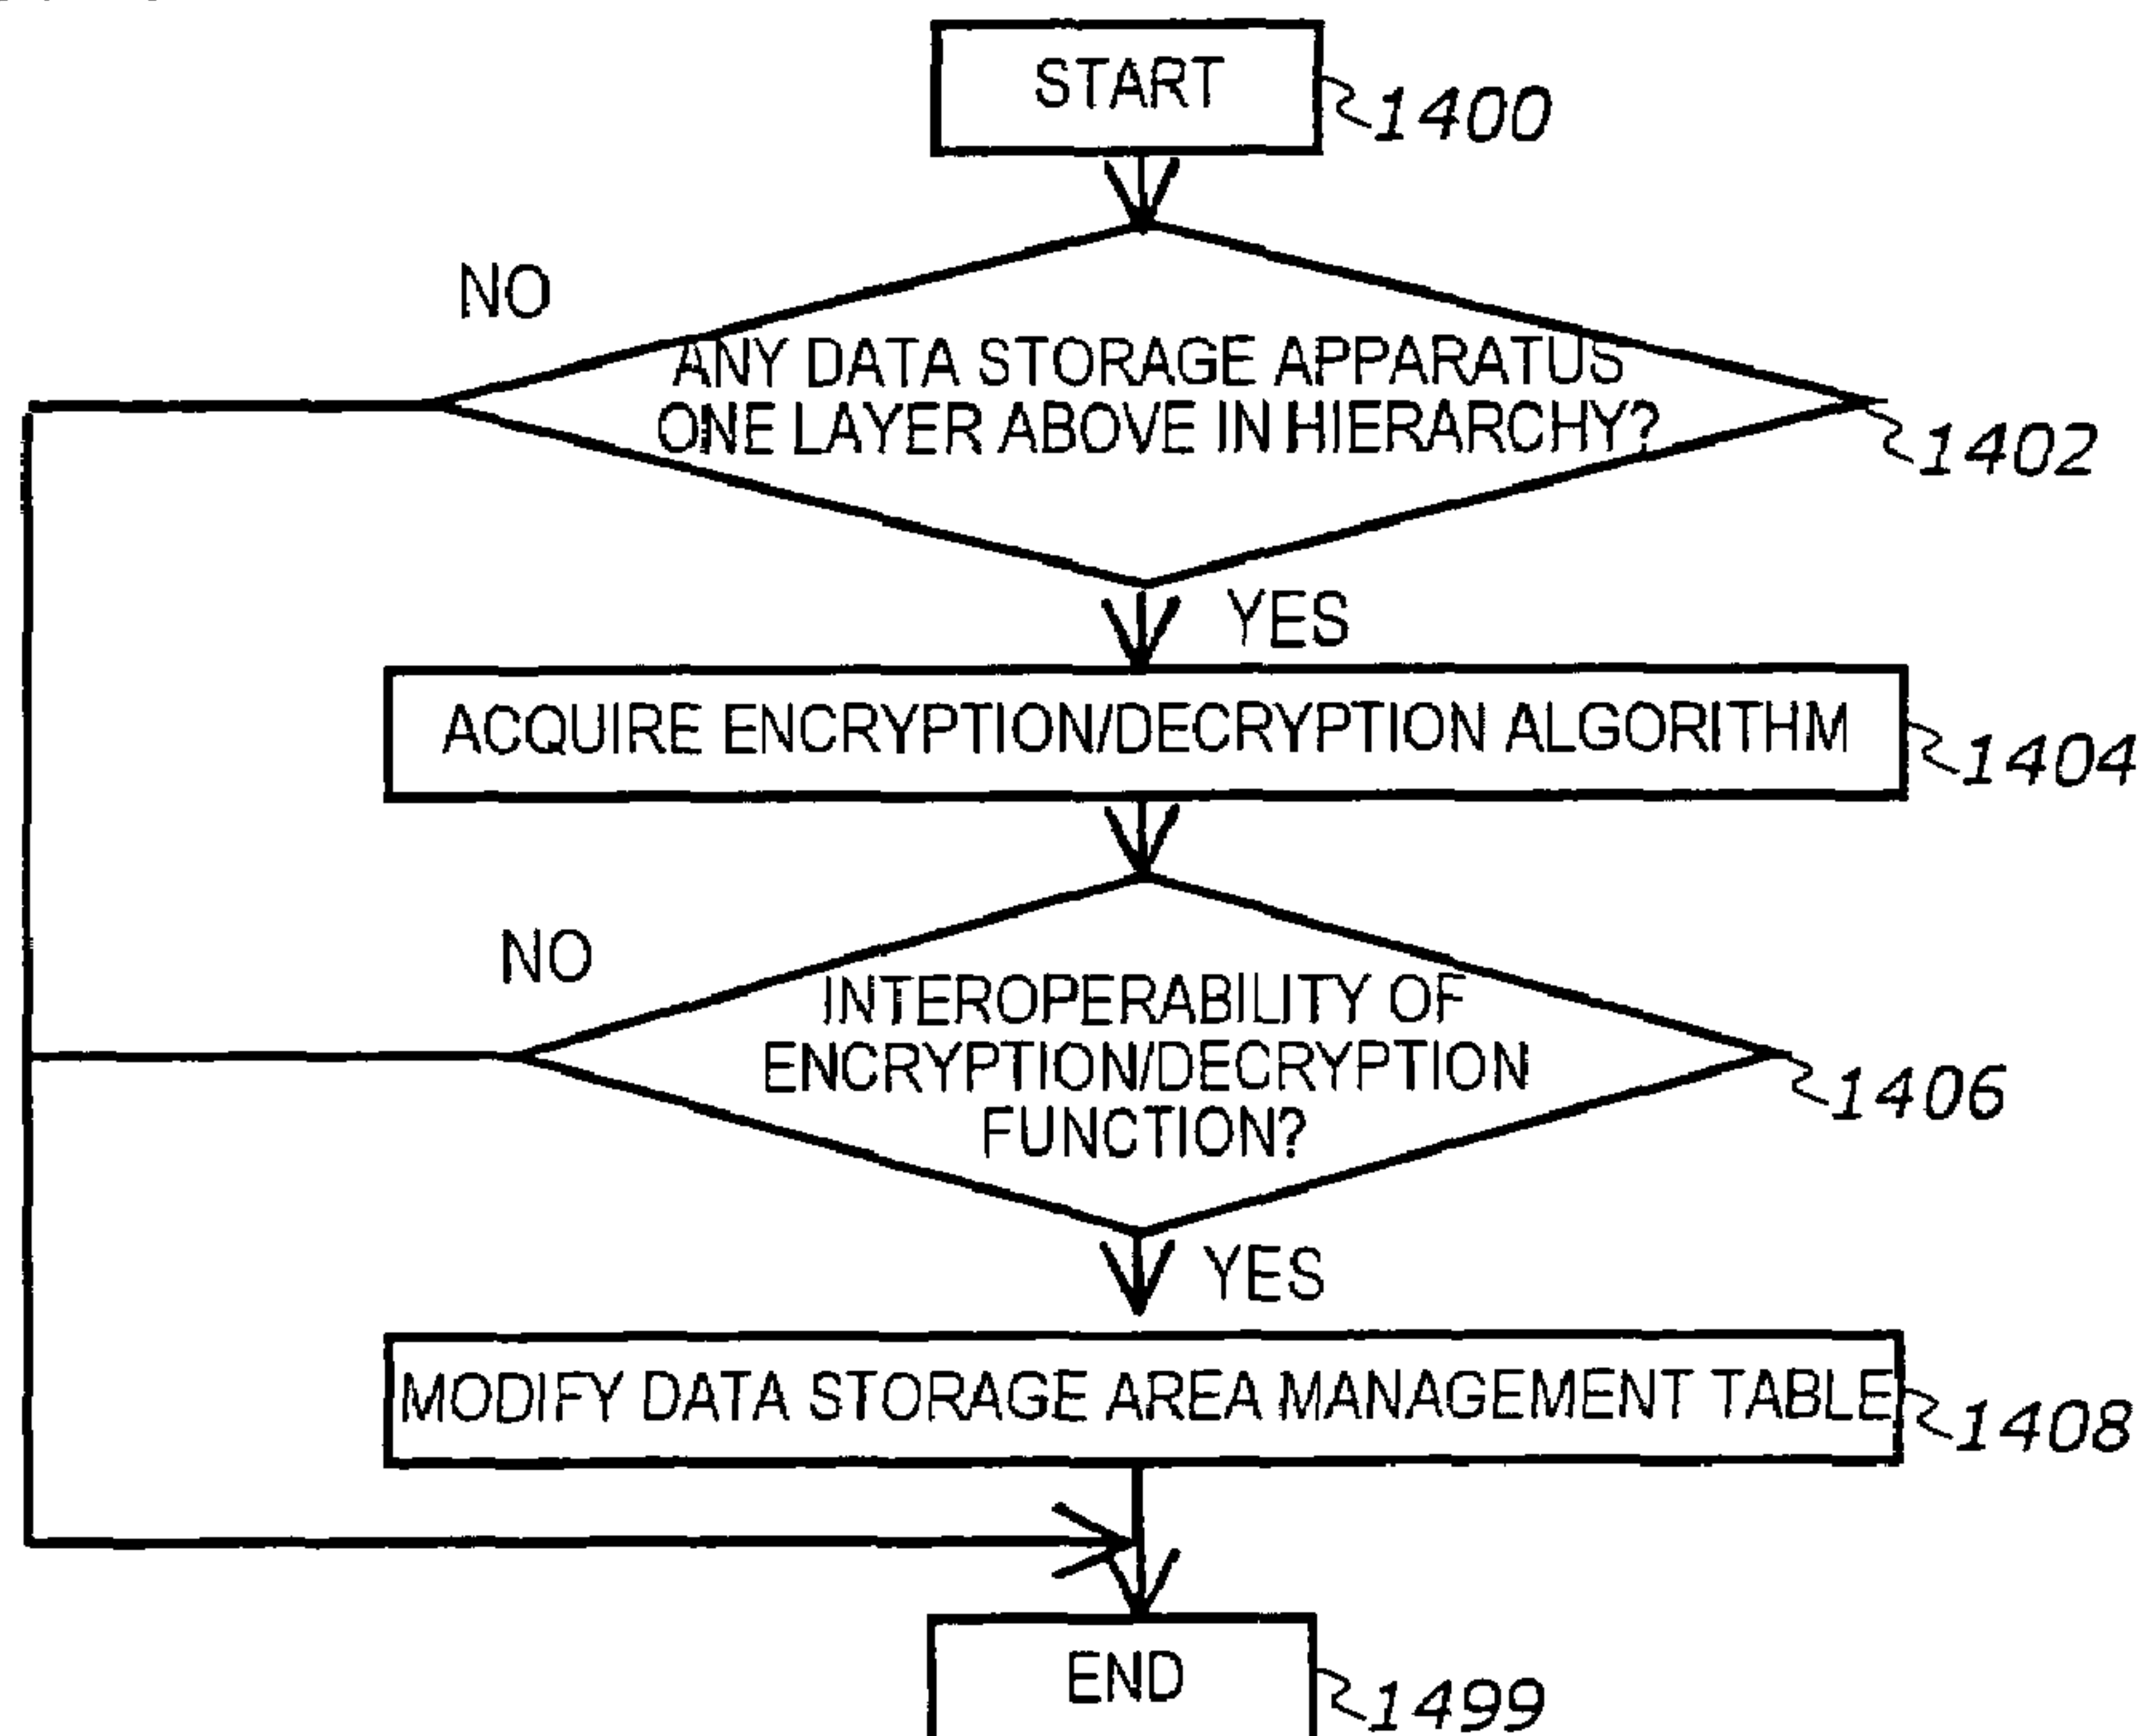 START
1400
NO
ANY DATA STORAGE APPARATUS
ONE LAYER ABOVE IN HIERARCHY?
1402
YES
ACQUIRE ENCRYPTION/DECRYPTION ALGORITHM
1404
NO
INTEROPERABILITY OF
ENCRYPTION/DECRYPTION
FUNCTION?
1406
YES
MODIFY DATA STORAGE AREA MANAGEMENT TABLE
1408
END
1499